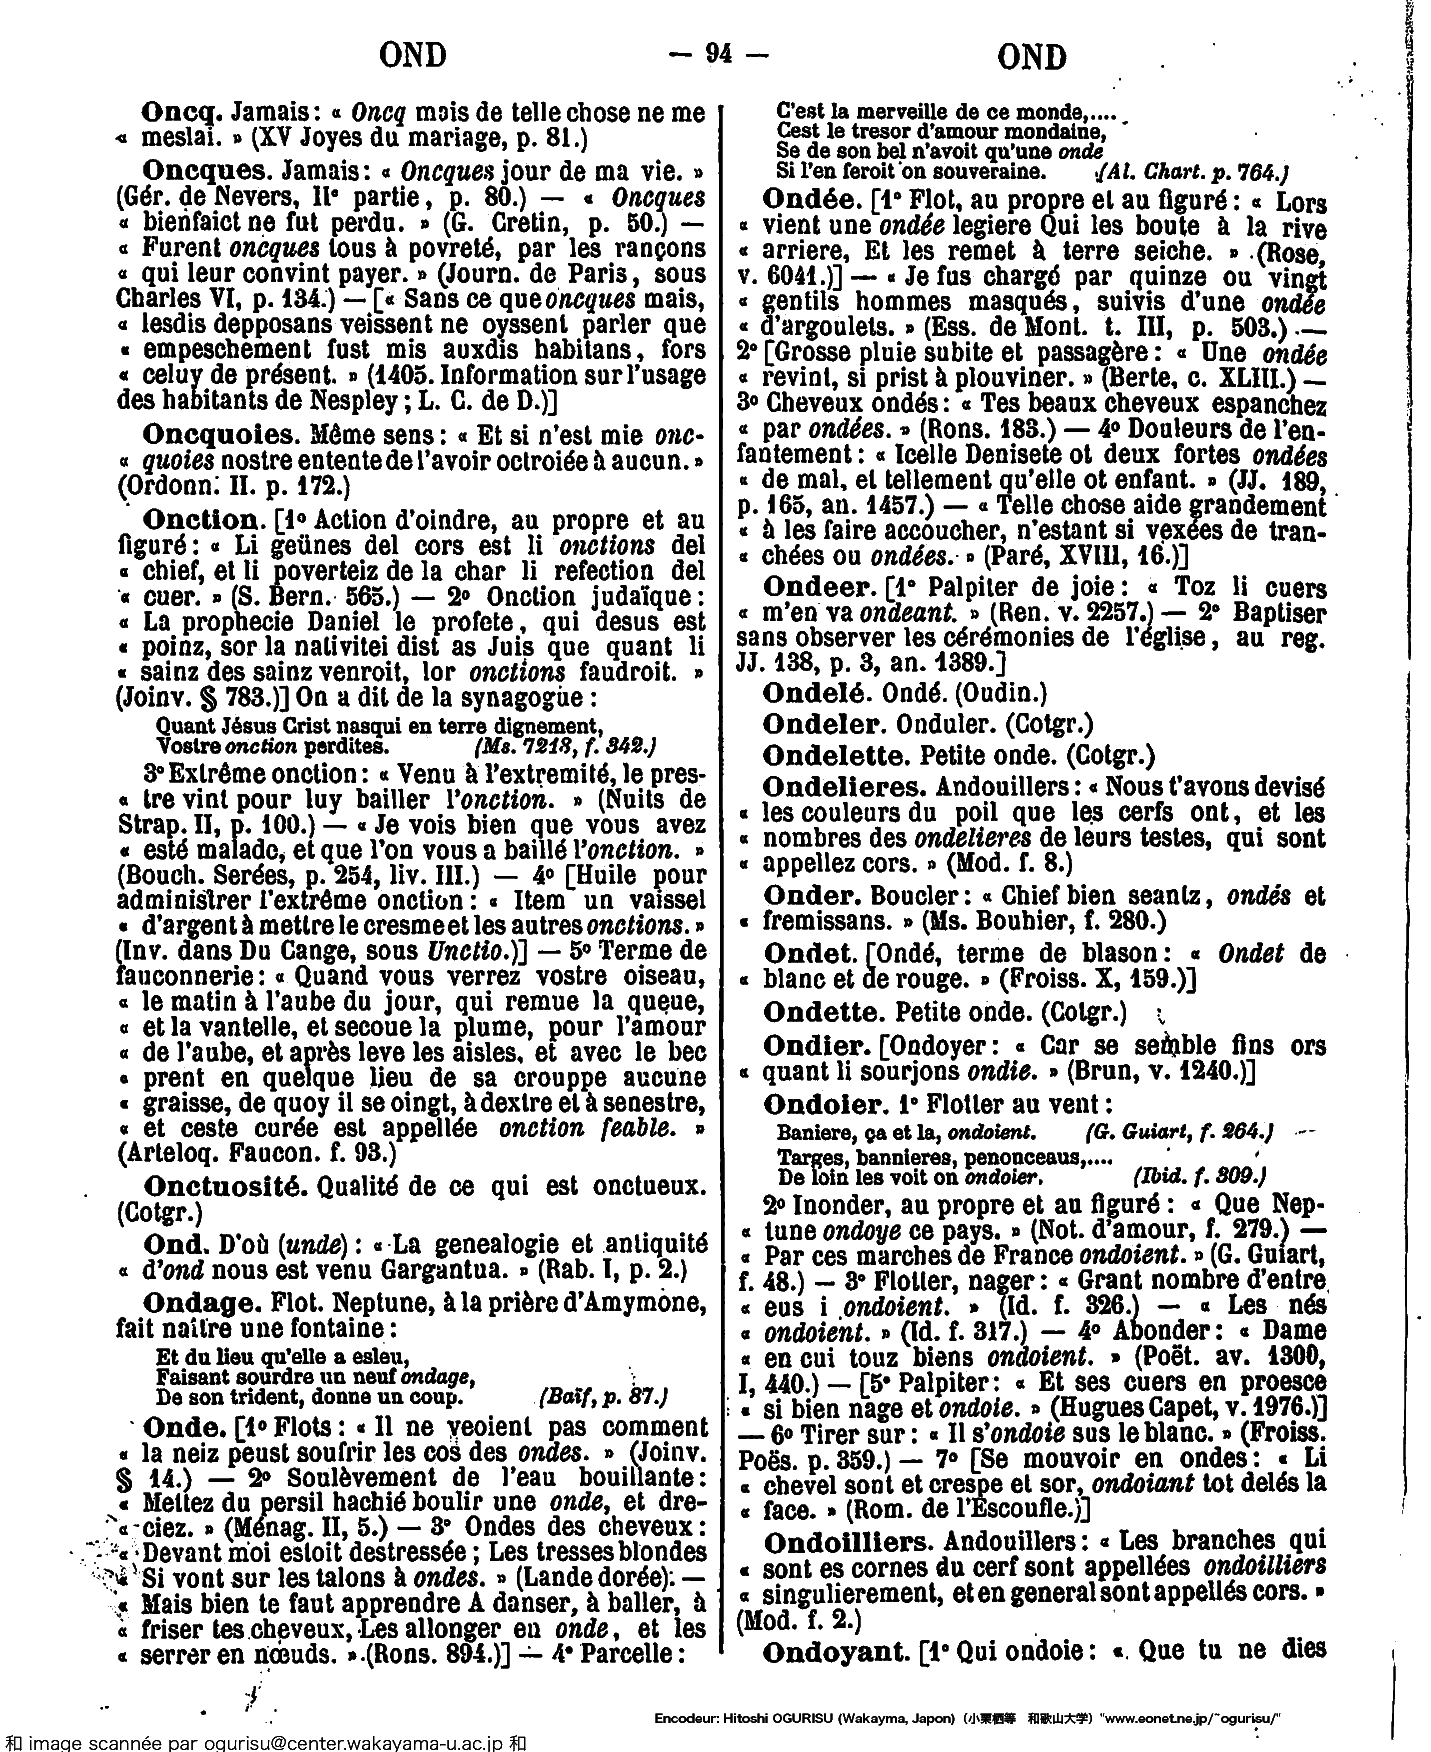 OND
— 94 —
OND
Oncq. Jamais : « Oncq mais de telle chose ne me
« meslai. » (XV Joyes du mariage, p. 81.)
Oncques. Jamais : « Oncques jour de ma vie. »
(Gér. de Nevers, IIe partie, p. 80.) — « Oncques
« bienfaict ne fut perdu. » (G. Cretin, p. 50.) —
« Furent oncques tous à povreté, par les rançons
« qui leur convint payer. » (Journ. de Paris, sous
Charles VI, p. 134.) — [« Sans ce que oncques mais,
« lesdis depposans veissent ne oyssent parler que
« empeschement fust mis auxdis habitans, fors
« celuy de présent. » (1405. Information sur l'usage
des habitants de Nespley ; L. C. de D.)]
Oncquoies. Même sens : « Et si n'est mie onc-
« quoies nostre entente de l'avoir octroiée à aucun. »
(Ordonn. II. p. 172.)
Onction. [1o Action d'oindre, au propre et au
figuré : « Li geünes del cors est li onctions del
« chief, et li poverteiz de la char li refection del
« cuer. » (S. Bern. 565.) — 2o Onction judaïque :
« La prophecie Daniel le profete, qui desus est
« poinz, sor la nativitei dist as Juis que quant li
« sainz des sainz venroit, lor onctions faudroit. »
(Joinv. § 783.)] On a dit de la synagogue :
Quant Jésus Crist nasqui en terre dignement,
Vostre onction perdites. (Ms. 7218, f. 342.)
3o Extrême onction : « Venu à l'extremité, le pres-
« tre vint pour luy bailler l'onction. » (Nuits de
Strap. II, p. 100.) — « Je vois bien que vous avez
« esté malade, et que l'on vous a baillé l'onction. »
(Bouch. Serées, p. 254, liv. III.) — 4o [Huile pour
administrer l'extrême onction : « Item un vaissel
« d'argent à mettre le cresme et les autres onctions. »
(Inv. dans Du Cange, sous Unctio.)] — 5o Terme de
fauconnerie : « Quand vous verrez vostre oiseau,
« le matin à l'aube du jour, qui remue la queue,
« et la vantelle, et secoue la plume, pour l'amour
« de l'aube, et après leve les aisles, et avec le bec
« prent en quelque lieu de sa crouppe aucune
« graisse, de quoy il se oingt, à dextre et à senestre,
« et ceste curée est appellée onction feable. »
(Arteloq. Faucon. f. 93.)
Onctuosité. Qualité de ce qui est onctueux.
(Cotgr.)
Ond. D'où (unde) : « La genealogie et antiquité
« d'ond nous est venu Gargantua. » (Rab. I, p. 2.)
Ondage. Flot. Neptune, à la prière d'Amymone,
fait naître une fontaine :
Et du lieu qu'elle a esleu,
Faisant sourdre un neuf ondage,
De son trident, donne un coup. (Baïf, p. 87.)
Onde. [1o Flots : « Il ne veoient pas comment
« la neiz peust soufrir les cos des ondes. » (Joinv.
§ 14.) — 2o Soulèvement de l'eau bouillante :
« Mettez du persil hachié boulir une onde, et dre-
« ciez. » (Ménag. II, 5.) — 3o Ondes des cheveux :
« Devant moi estoit destressée ; Les tresses blondes
« Si vont sur les talons à ondes. » (Lande dorée). —
« Mais bien te faut apprendre A danser, à baller, à
« friser tes cheveux, Les allonger en onde, et les
« serrer en nœuds. » (Rons. 894.)] — 4o Parcelle :
C'est la merveille de ce monde,....
Cest le tresor d'amour mondaine,
Se de son bel n'avoit qu'une onde
Si l'en feroit on souveraine. (Al. Chart. p. 764.)
Ondée. [1o Flot, au propre et au figuré : « Lors
« vient une ondée legiere Qui les boute à la rive
« arriere, Et les remet à terre seiche. » (Rose,
v. 6041.)] — « Je fus chargé par quinze ou vingt
« gentils hommes masqués, suivis d'une ondée
« d'argoulets. » (Ess. de Mont. t. III, p. 503.) —
2o [Grosse pluie subite et passagère : « Une ondée
« revint, si prist à plouviner. » (Berte, c. XLIII.) —
3o Cheveux ondés : « Tes beaux cheveux espanchez
« par ondées. » (Rons. 183.) — 4o Douleurs de l'en-
fantement : « Icelle Denisete ot deux fortes ondées
« de mal, et tellement qu'elle ot enfant. » (JJ. 189,
p. 165, an. 1457.) — « Telle chose aide grandement
« à les faire accoucher, n'estant si vexées de tran-
« chées ou ondées. » (Paré, XVIII, 16.)]
Ondeer. [1o Palpiter de joie : « Toz li cuers
« m'en va ondeant. » (Ren. v. 2257.) — 2o Baptiser
sans observer les cérémonies de l'église, au reg.
JJ. 138, p. 3, an. 1389.]
Ondelé. Ondé. (Oudin.)
Ondeler. Onduler. (Cotgr.)
Ondelette. Petite onde. (Cotgr.)
Ondelieres. Andouillers : « Nous t'avons devisé
« les couleurs du poil que les cerfs ont, et les
« nombres des ondelieres de leurs testes, qui sont
« appellez cors. » (Mod. f. 8.)
Onder. Boucler : « Chief bien seantz, ondés et
« fremissans. » (Ms. Bouhier, f. 280.)
Ondet. [Ondé, terme de blason : « Ondet de
« blanc et de rouge. » (Froiss. X, 159.)]
Ondette. Petite onde. (Cotgr.)
Ondier. [Ondoyer : « Car se semble fins ors
« quant li sourjons ondie. » (Brun, v. 1240.)]
Ondoier. 1o Flotter au vent :
Baniere, ça et la, ondoient. (G. Guiart, f. 264.)
Targes, bannieres, penonceaus,....
De loin les voit on ondoier. (Ibid. f. 309.)
2o Inonder, au propre et au figuré : « Que Nep-
« tune ondoye ce pays. » (Not. d'amour, f. 279.) —
« Par ces marches de France ondoient. » (G. Guiart,
f. 48.) — 3o Flotter, nager : « Grant nombre d'entre
« eus i ondoient. » (Id. f. 326.) — « Les nés
« ondoient. » (Id. f. 317.) — 4o Abonder : « Dame
« en cui touz biens ondoient. » (Poët. av. 1300,
I, 440.) — [5o Palpiter : « Et ses cuers en proesce
« si bien nage et ondoie. » (Hugues Capet, v. 1976.)]
— 6o Tirer sur : « Il s'ondoie sus le blanc. » (Froiss.
Poës. p. 359.) — 7o [Se mouvoir en ondes : « Li
« chevel sont et crespe et sor, ondoiant tot delés la
« face. » (Rom. de l'Escoufle.)]
Ondoilliers. Andouillers : « Les branches qui
« sont es cornes du cerf sont appellées ondoilliers
« singulierement, et en general sont appellés cors. »
(Mod. f. 2.)
Ondoyant. [1o Qui ondoie : « Que tu ne dies
Encodeur: Hitoshi OGURISU (Wakayma, Japon) (小栗栖等 和歌山大学) "www.eonet.ne.jp/~ogurisu/"
和 image scannée par ogurisu@center.wakayama-u.ac.jp 和